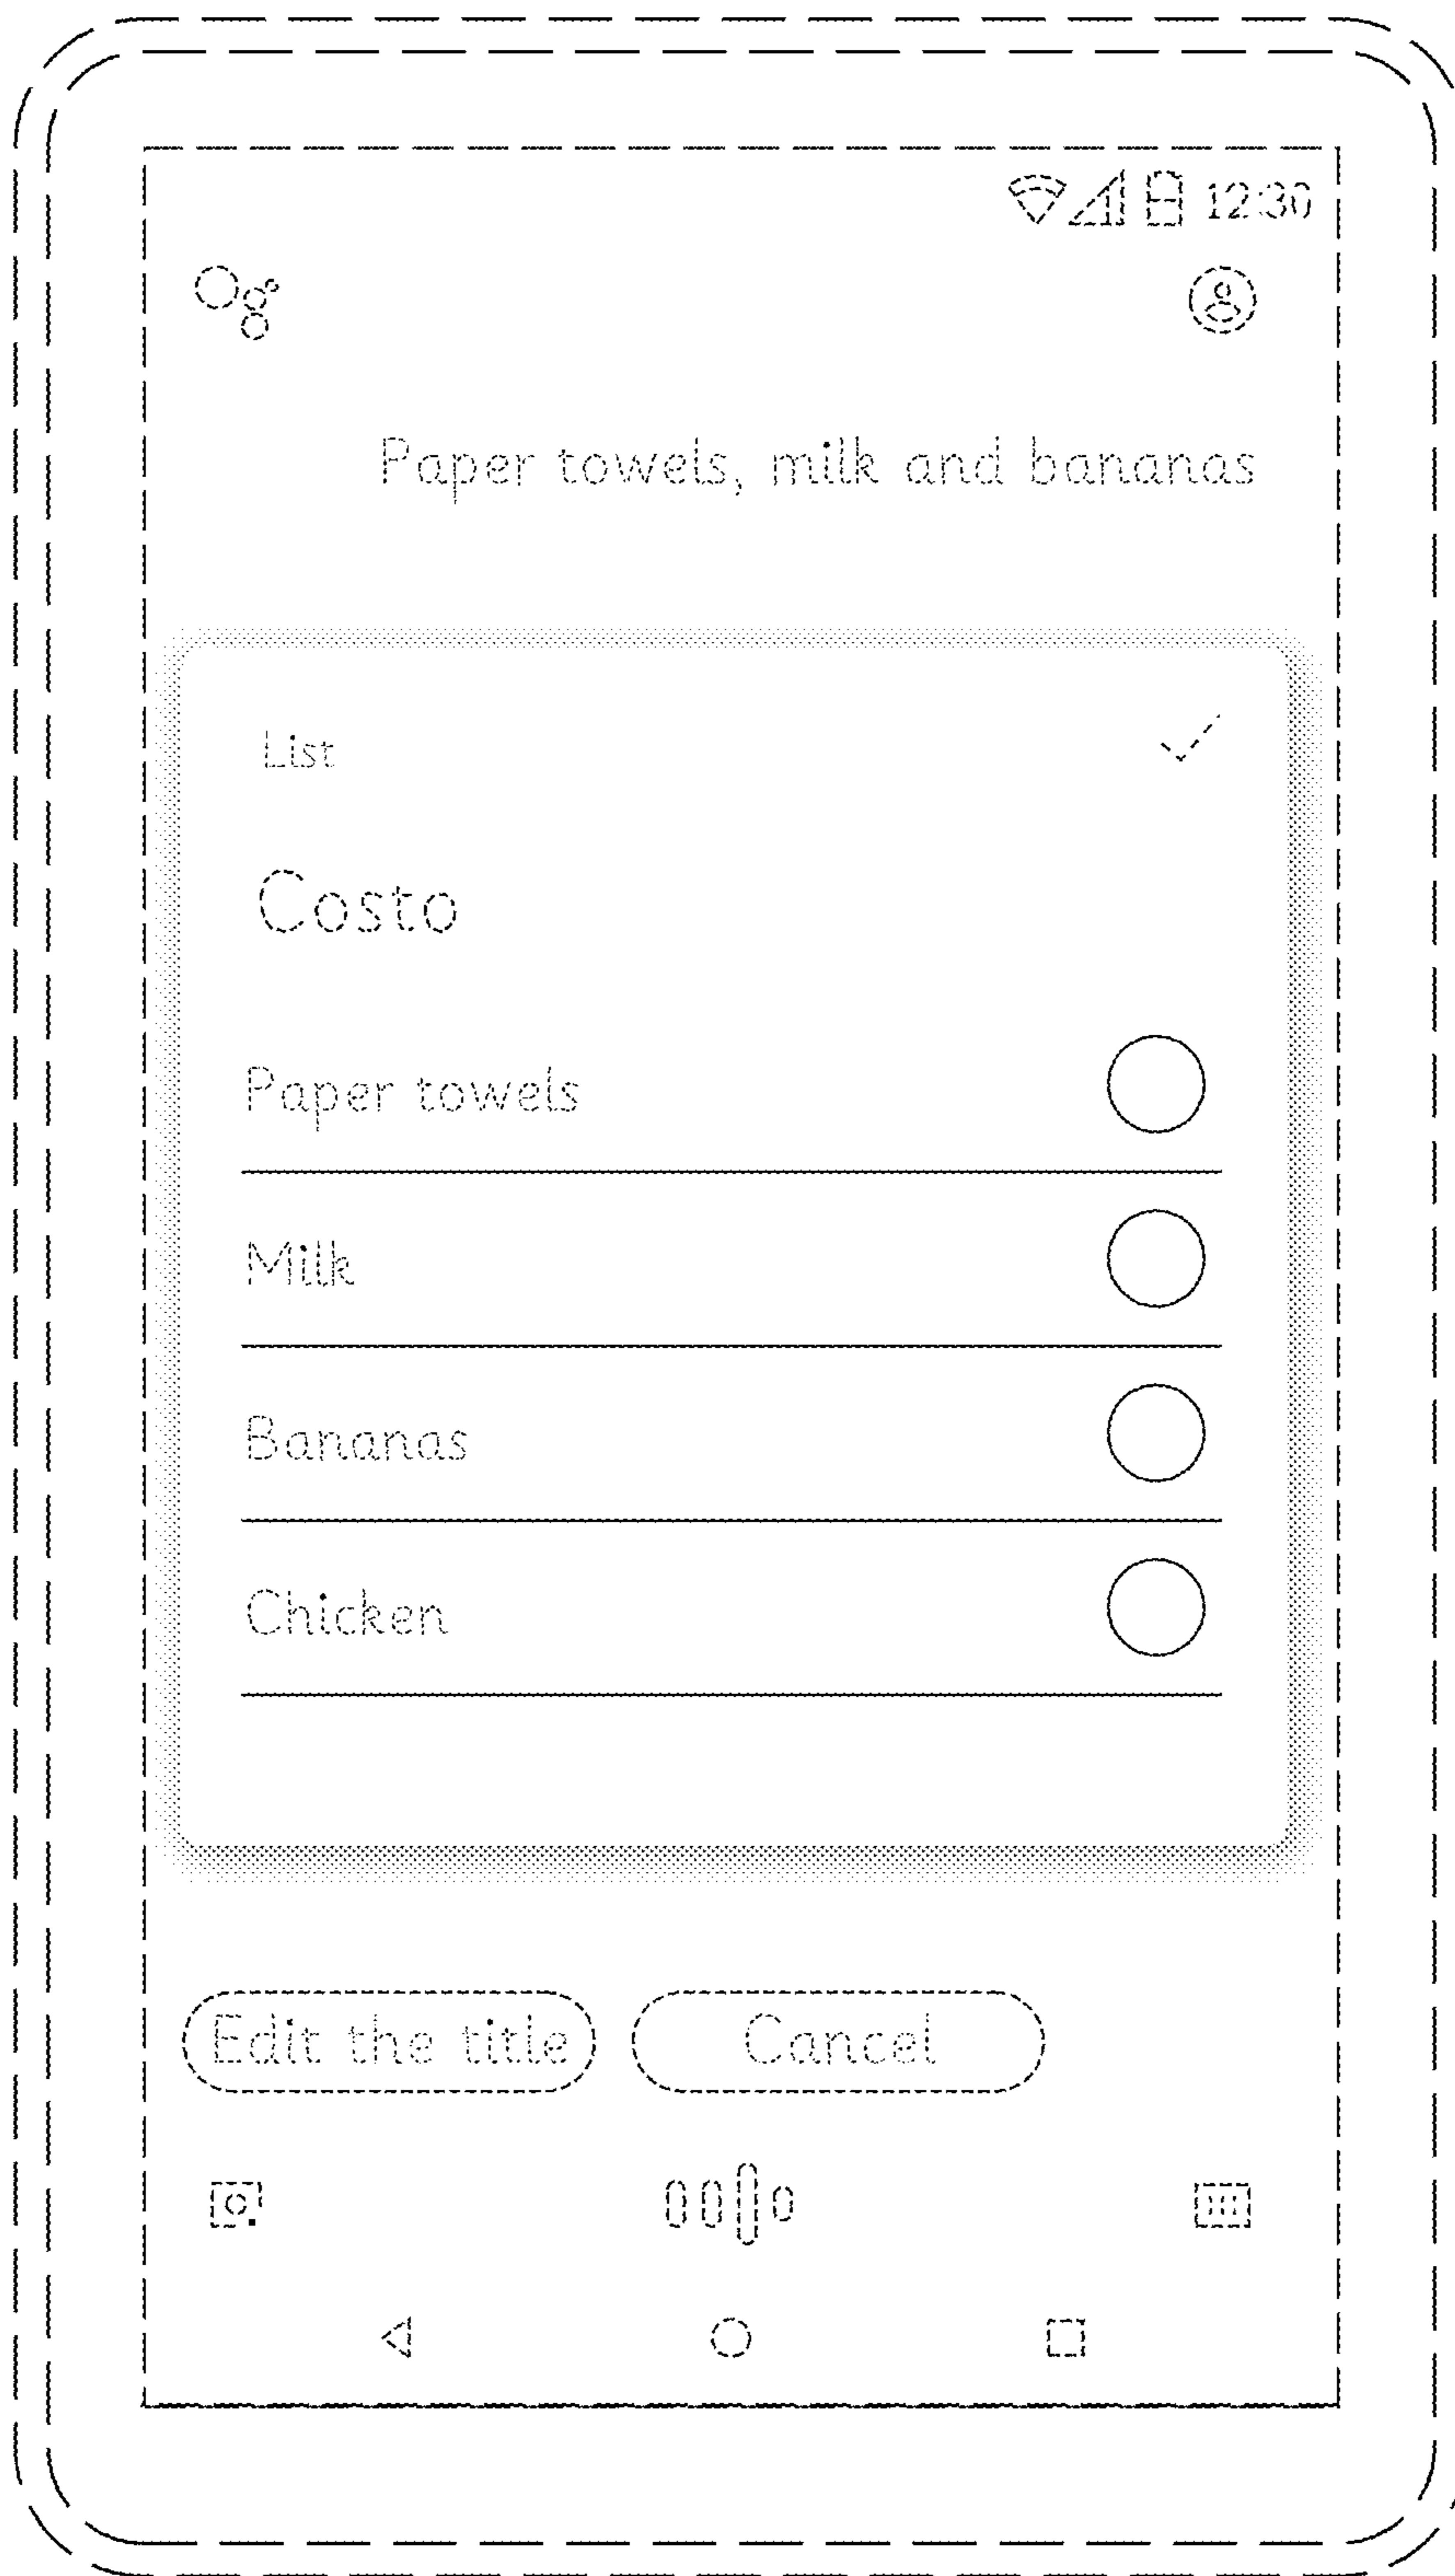 12:30
Paper towels, milk and bananas
List
Costo
Paper towels
Milk
Bananas
Chicken
Edit the title
Cancel